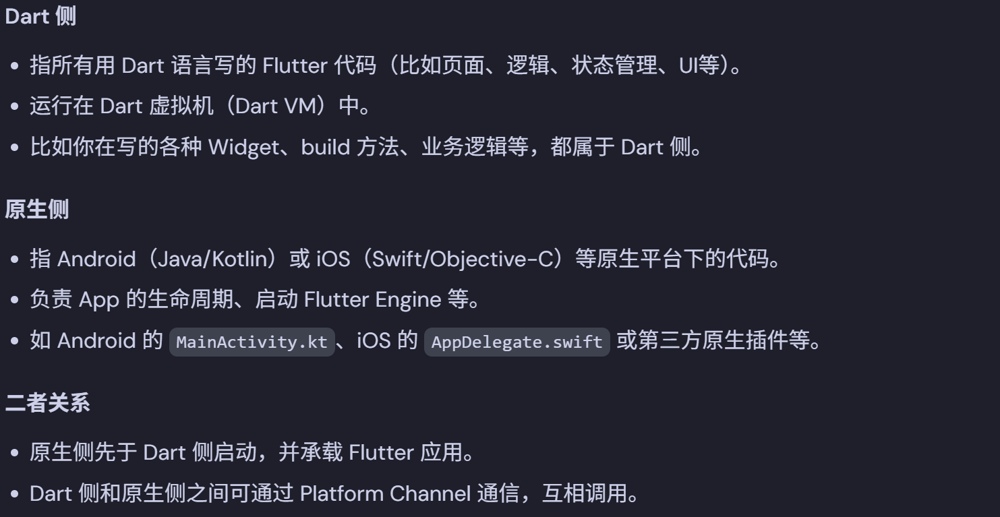 Dart 侧
指所有用 Dart 语言写的 Flutter 代码（比如页面、逻辑、状态管理、UI等）。
运行在 Dart 虚拟机（Dart VM）中。
比如你在写的各种 Widget、build 方法、业务逻辑等，都属于 Dart 侧。
原生侧
指 Android（Java/Kotlin）或 iOS（Swift/Objective-C）等原生平台下的代码。
负责 App 的生命周期、启动 Flutter Engine 等。
如 Android 的 MainActivity.kt、iOS 的 AppDelegate.swift 或第三方原生插件等。
二者关系
原生侧先于 Dart 侧启动，并承载 Flutter 应用。
Dart 侧和原生侧之间可通过 Platform Channel 通信，互相调用。